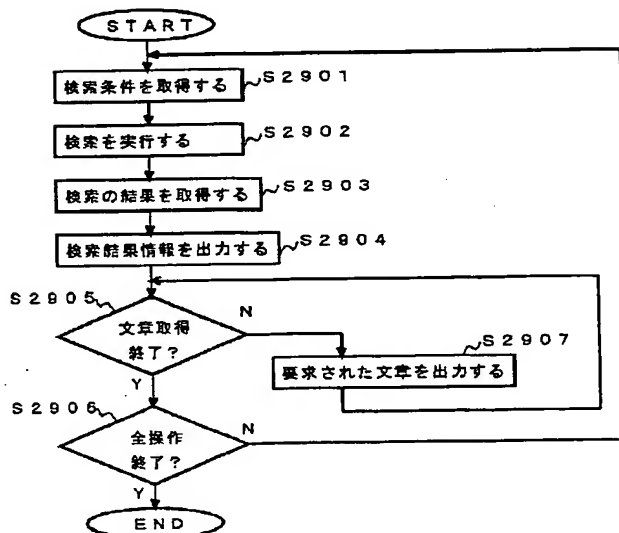 START
検索条件を取得する
S2901
検索を実行する
S2902
検索の結果を取得する
S2903
検索結果情報を出力する
S2904
S2905
文章取得
終了?
N
Y
S2907
要求された文章を出力する
S2906
全操作
終了?
N
Y
END